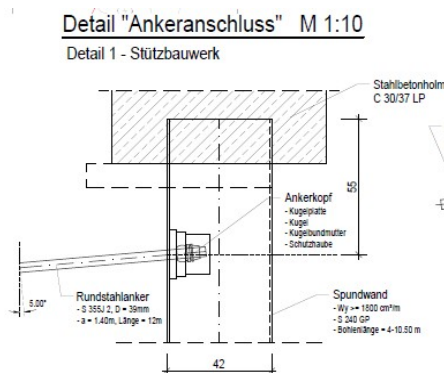 Detail "Ankeranschluss" M 1:10
Detail 1 - Stützbauwerk
Stahlbetonholm
C 30/37 LP
55
Ankerkopf
- Kugelplatte
- Kugel
- Kugelbundmutter
- Schutzhaube
5.00°
Rundstahlanker
- S 355J 2, D = 39mm
- a = 1.40m, Länge = 12m
Spundwand
- Wy >= 1800 cm³/m
- S 240 GP
- Bohlenlänge = 4-10.50 m
42